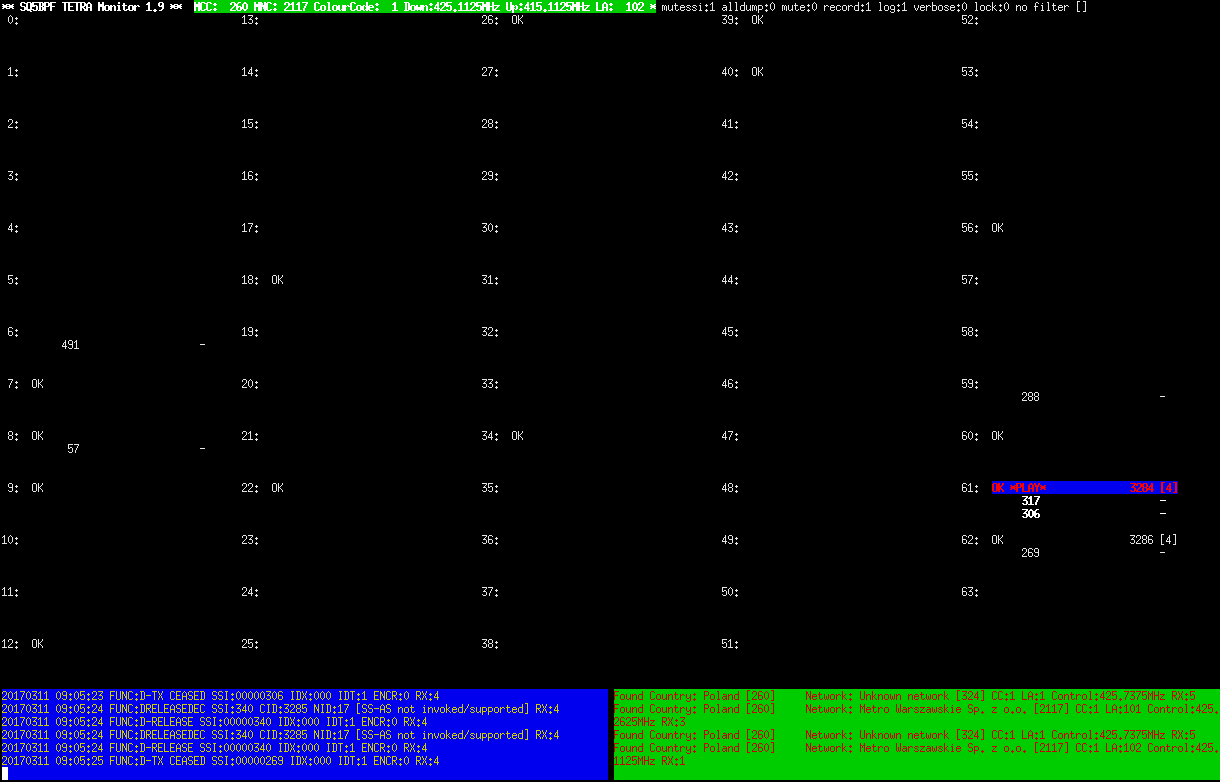 ** SQ5BPF TETRA Monitor 1.9 ** MCC: 260 MNC: 2117 ColourCode: 1 Down:425.1125MHz Up:415.1125MHz LA: 102 * mutessi:1 alldump:0 mute:0 record:1 log:1 verbose:0 lock:0 no filter []
0: 13: 26: OK 39: OK 52:
1: 14: 27: 40: OK 53:
2: 15: 28: 41: 54:
3: 16: 29: 42: 55:
4: 17: 30: 43: 56: OK
5: 18: OK 31: 44: 57:
6: 19: 32: 45: 58:
491 -
7: OK 20: 33: 46: 59:
288 -
8: OK 21: 34: OK 47: 60: OK
57 -
9: OK 22: OK 35: 48: 61: OK *PLAY* 3284 [4]
317 -
306 -
10: 23: 36: 49: 62: OK 3286 [4]
269 -
11: 24: 37: 50: 63:
12: OK 25: 38: 51:
20170311 09:05:23 FUNC:D-TX CEASED SSI:00000306 IDX:000 IDT:1 ENCR:0 RX:4
20170311 09:05:24 FUNC:DRELEASEDEC SSI:340 CID:3285 NID:17 [SS-AS not invoked/supported] RX:4
20170311 09:05:24 FUNC:D-RELEASE SSI:00000340 IDX:000 IDT:1 ENCR:0 RX:4
20170311 09:05:24 FUNC:DRELEASEDEC SSI:340 CID:3285 NID:17 [SS-AS not invoked/supported] RX:4
20170311 09:05:24 FUNC:D-RELEASE SSI:00000340 IDX:000 IDT:1 ENCR:0 RX:4
20170311 09:05:25 FUNC:D-TX CEASED SSI:00000269 IDX:000 IDT:1 ENCR:0 RX:4
Found Country: Poland [260] Network: Unknown network [324] CC:1 LA:1 Control:425.7375MHz RX:5
Found Country: Poland [260] Network: Metro Warszawskie Sp. z o.o. [2117] CC:1 LA:101 Control:425.
2625MHz RX:3
Found Country: Poland [260] Network: Unknown network [324] CC:1 LA:1 Control:425.7375MHz RX:5
Found Country: Poland [260] Network: Metro Warszawskie Sp. z o.o. [2117] CC:1 LA:102 Control:425.
1125MHz RX:1